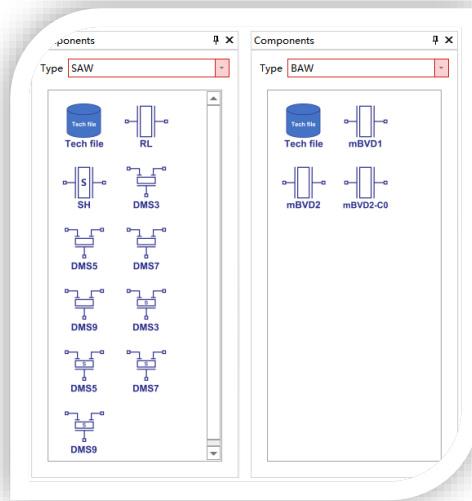 ponents
Type SAW
Tech file
Tech file
RL
S
SH
DMS3
DMS5
DMS7
DMS9
S
DMS3
S
DMS5
S
DMS7
S
DMS9
Components
Type BAW
Tech file
Tech file
mBVD1
mBVD2
mBVD2-C0